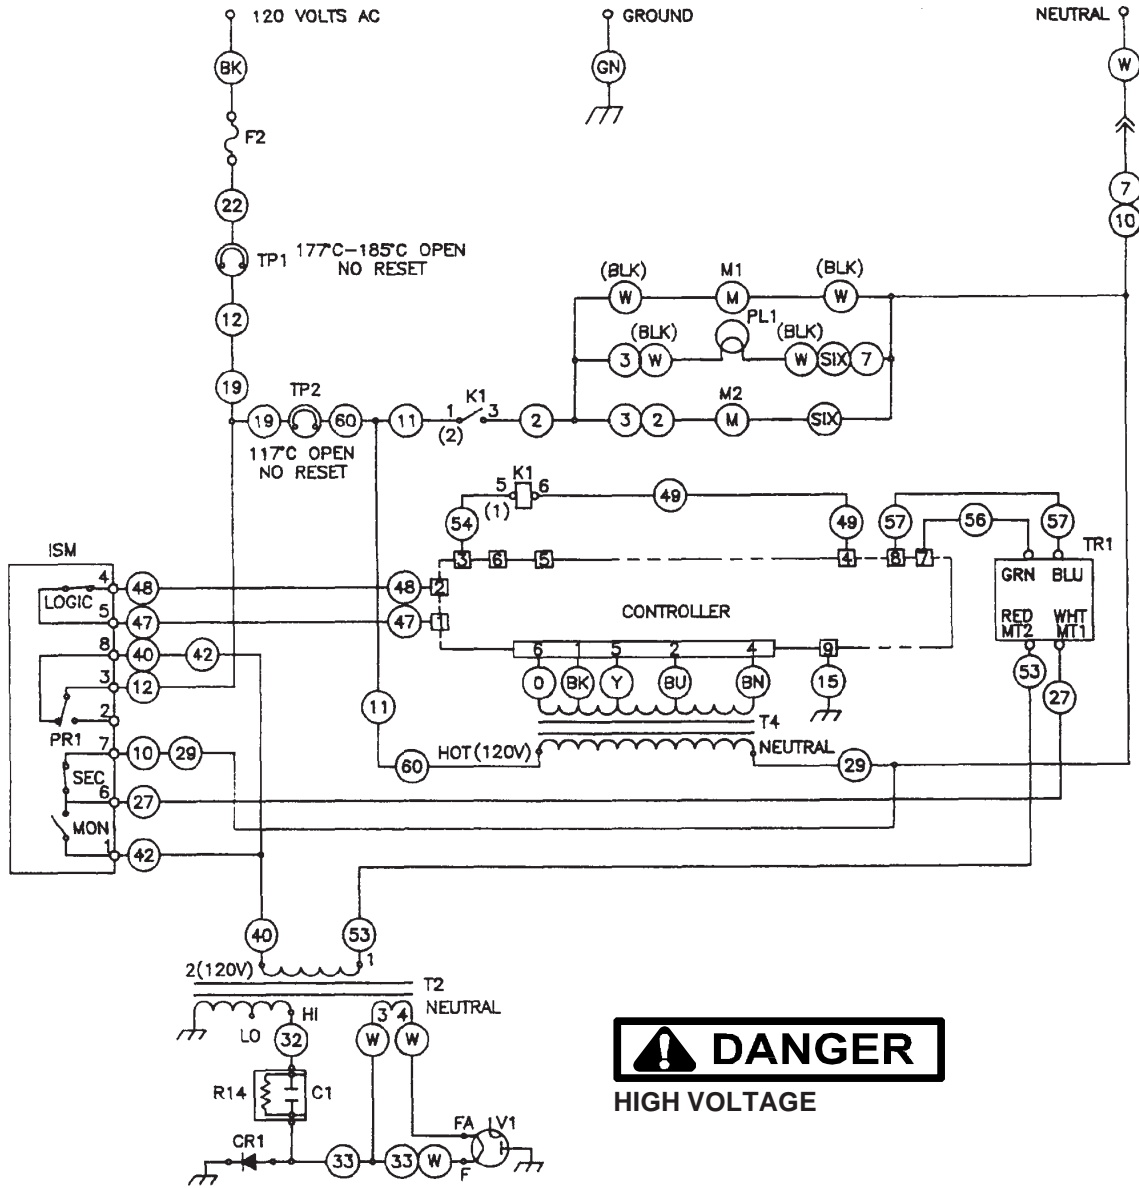 120 VOLTS AC GROUND NEUTRAL
BK GN W
F2
22 7
10
TP1 177°C-185°C OPEN
NO RESET
(BLK) M1 (BLK)
W M W
12
PL1
(BLK) (BLK)
3 W W SIX 7
19 TP2 K1 M2
19 60 11 1 3 2 3 2 M SIX
(2)
117°C OPEN
NO RESET
K1
5 6 49
(1)
54 49 57 56 57
ISM TR1
3 6 5 4 8 7
4 48 48 2 GRN BLU
LOGIC CONTROLLER RED WHT
5 47 47 1 MT2 MT1
8 40 42 6 1 5 2 4 9
3 12 O BK Y BU BN 15 53 27
2 11
PR1 T4
7 10 29 60 HOT (120V) NEUTRAL 29
SEC
6 27
MON
1 42
40 53
2(120V) 1
T2
NEUTRAL
LO HI 3 4
32 W W
R14 C1
DANGER
HIGH VOLTAGE
FA V1
CR1
33 33 W F